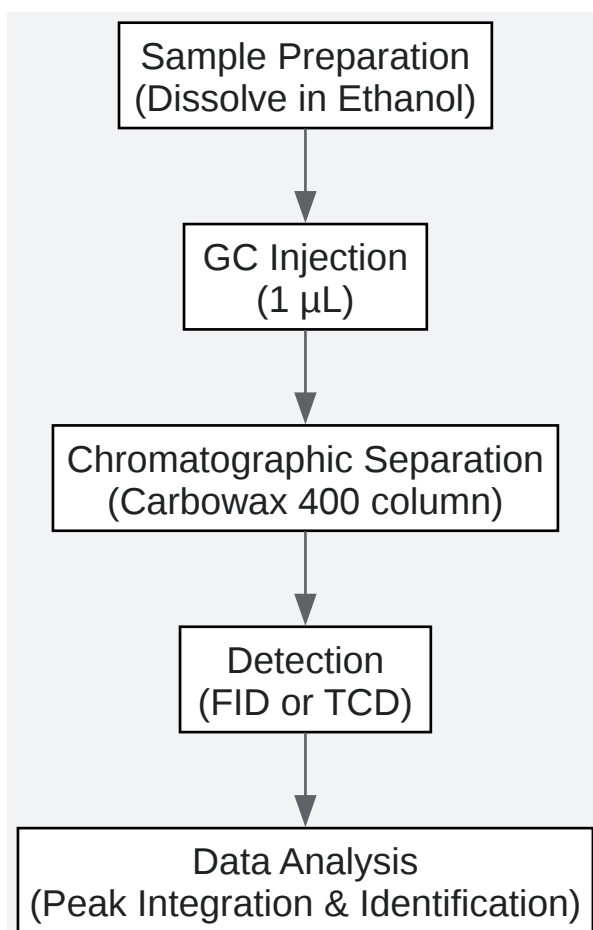 Sample Preparation
(Dissolve in Ethanol)
GC Injection
(1 µL)
Chromatographic Separation
(Carbowax 400 column)
Detection
(FID or TCD)
Data Analysis
(Peak Integration & Identification)